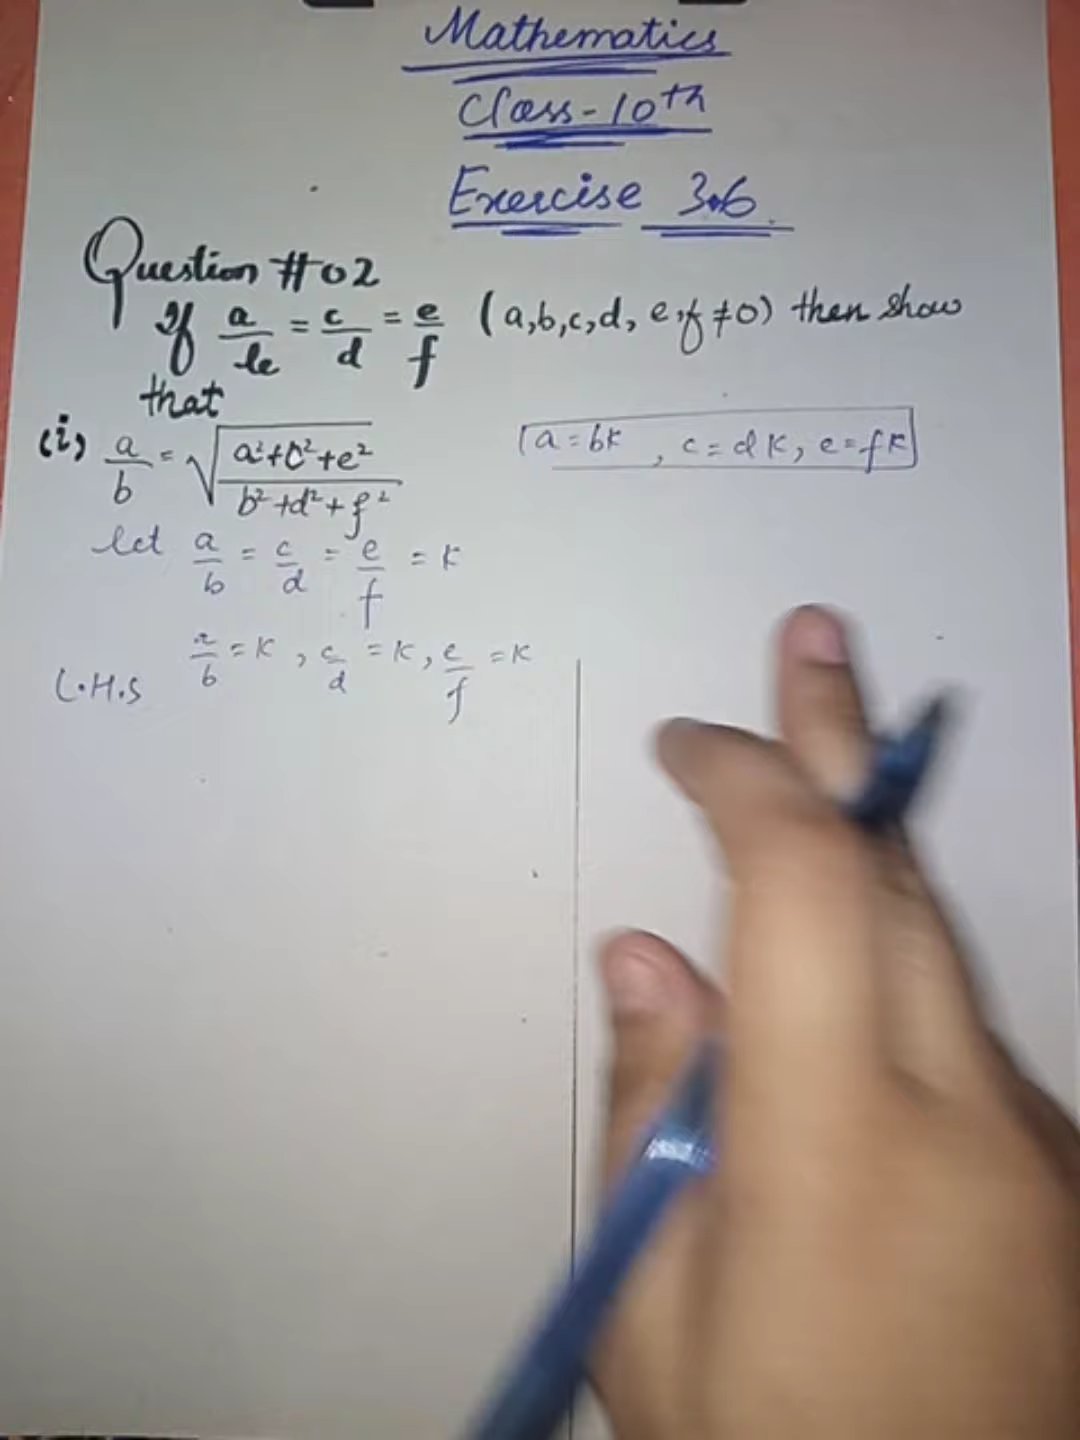 Mathematics
Class-10th
Exercise 3.6
Question #02
If a/b = c/d = e/f (a,b,c,d,e,f ≠0) then show
that
(i) a/b = √(a²+c²+e²/b²+d²+f²)
a=bk, c=dk, e=fk
let a/b = c/d = e/f = k
a/b = k, c/d = k, e/f = k
L.H.S